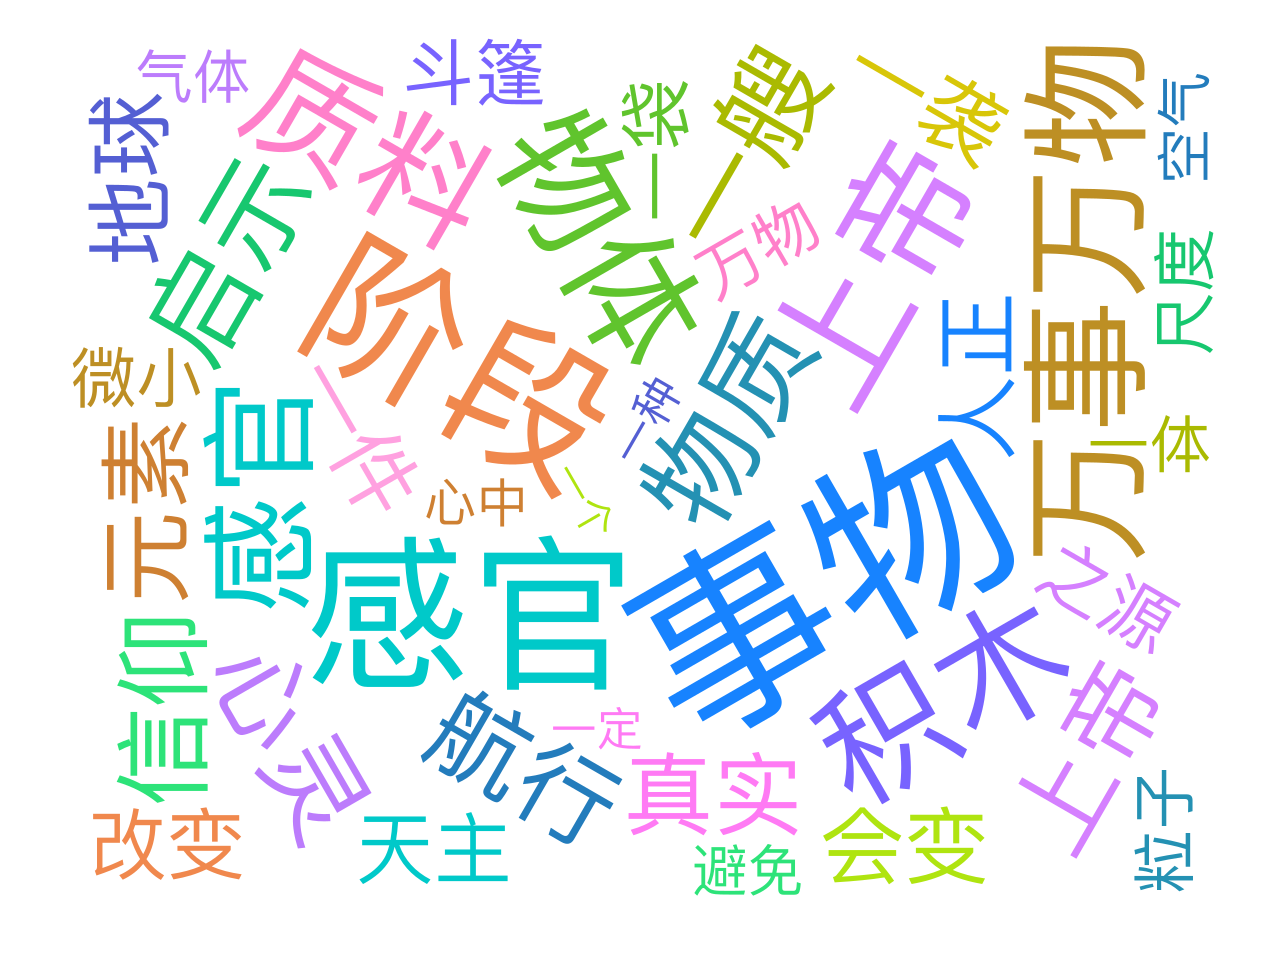 气体
质料
斗篷
一袋
一艘
一袋
万事万物
空气
地球
启示
物体
万物
上帝
尺度
阶段
物质
正人
微小
一件
一种
一体
元素
感官
心中
一个
事物
感官
之源
信仰
心灵
航行
一定
真实
积木
上帝
粒子
改变
天主
避免
会变